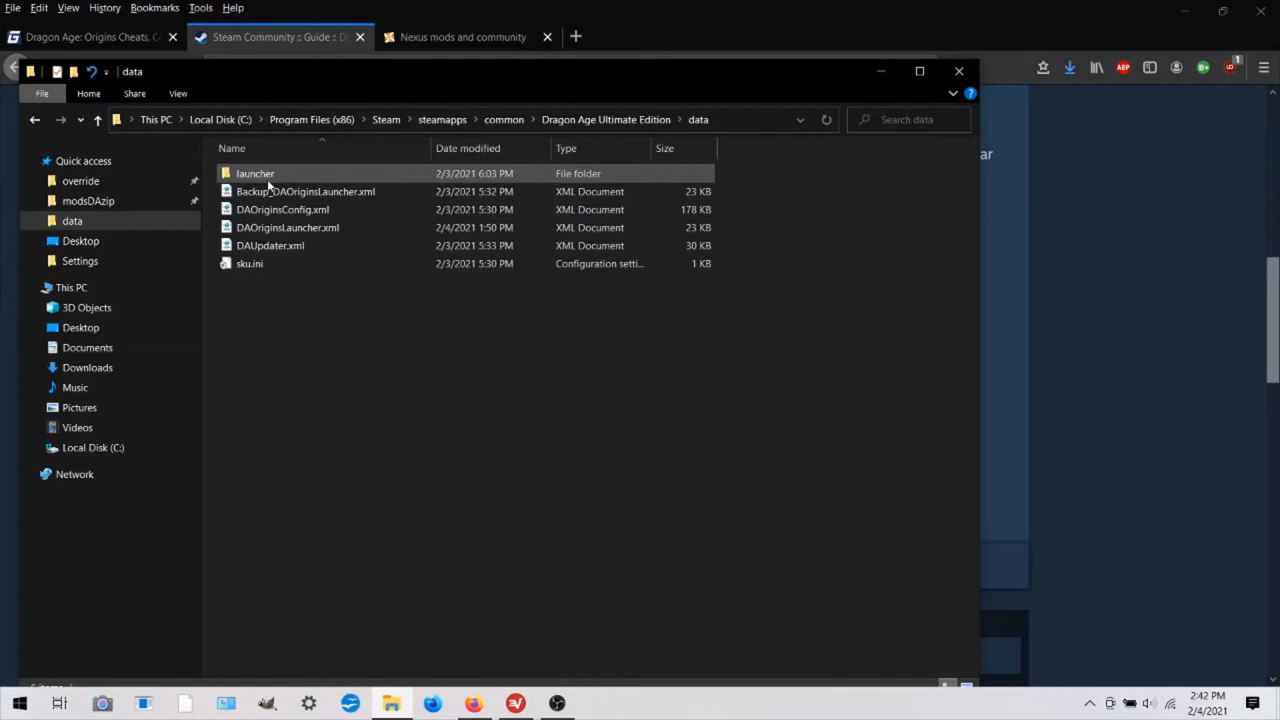 File Edit View History Bookmarks Tools Help
Dragon Age: Origins Cheats, C
Steam Community :: Guide :: D
Nexus mods and community
data
File Home Share View
This PC Local Disk (C:) Program Files (x86) Steam steamapps common Dragon Age Ultimate Edition data
Search data
ABP
1
ar
Name Date modified Type Size
Quick access
override
modsDAzip
data
Desktop
Settings
This PC
3D Objects
Desktop
Documents
Downloads
Music
Pictures
Videos
Local Disk (C:)
Network
launcher 2/3/2021 6:03 PM File folder
Backup_DAOriginsLauncher.xml 2/3/2021 5:32 PM XML Document 23 KB
DAOriginsConfig.xml 2/3/2021 5:30 PM XML Document 178 KB
DAOriginsLauncher.xml 2/4/2021 1:50 PM XML Document 23 KB
DAUpdater.xml 2/3/2021 5:33 PM XML Document 30 KB
sku.ini 2/3/2021 5:30 PM Configuration setti... 1 KB
2:42 PM
2/4/2021